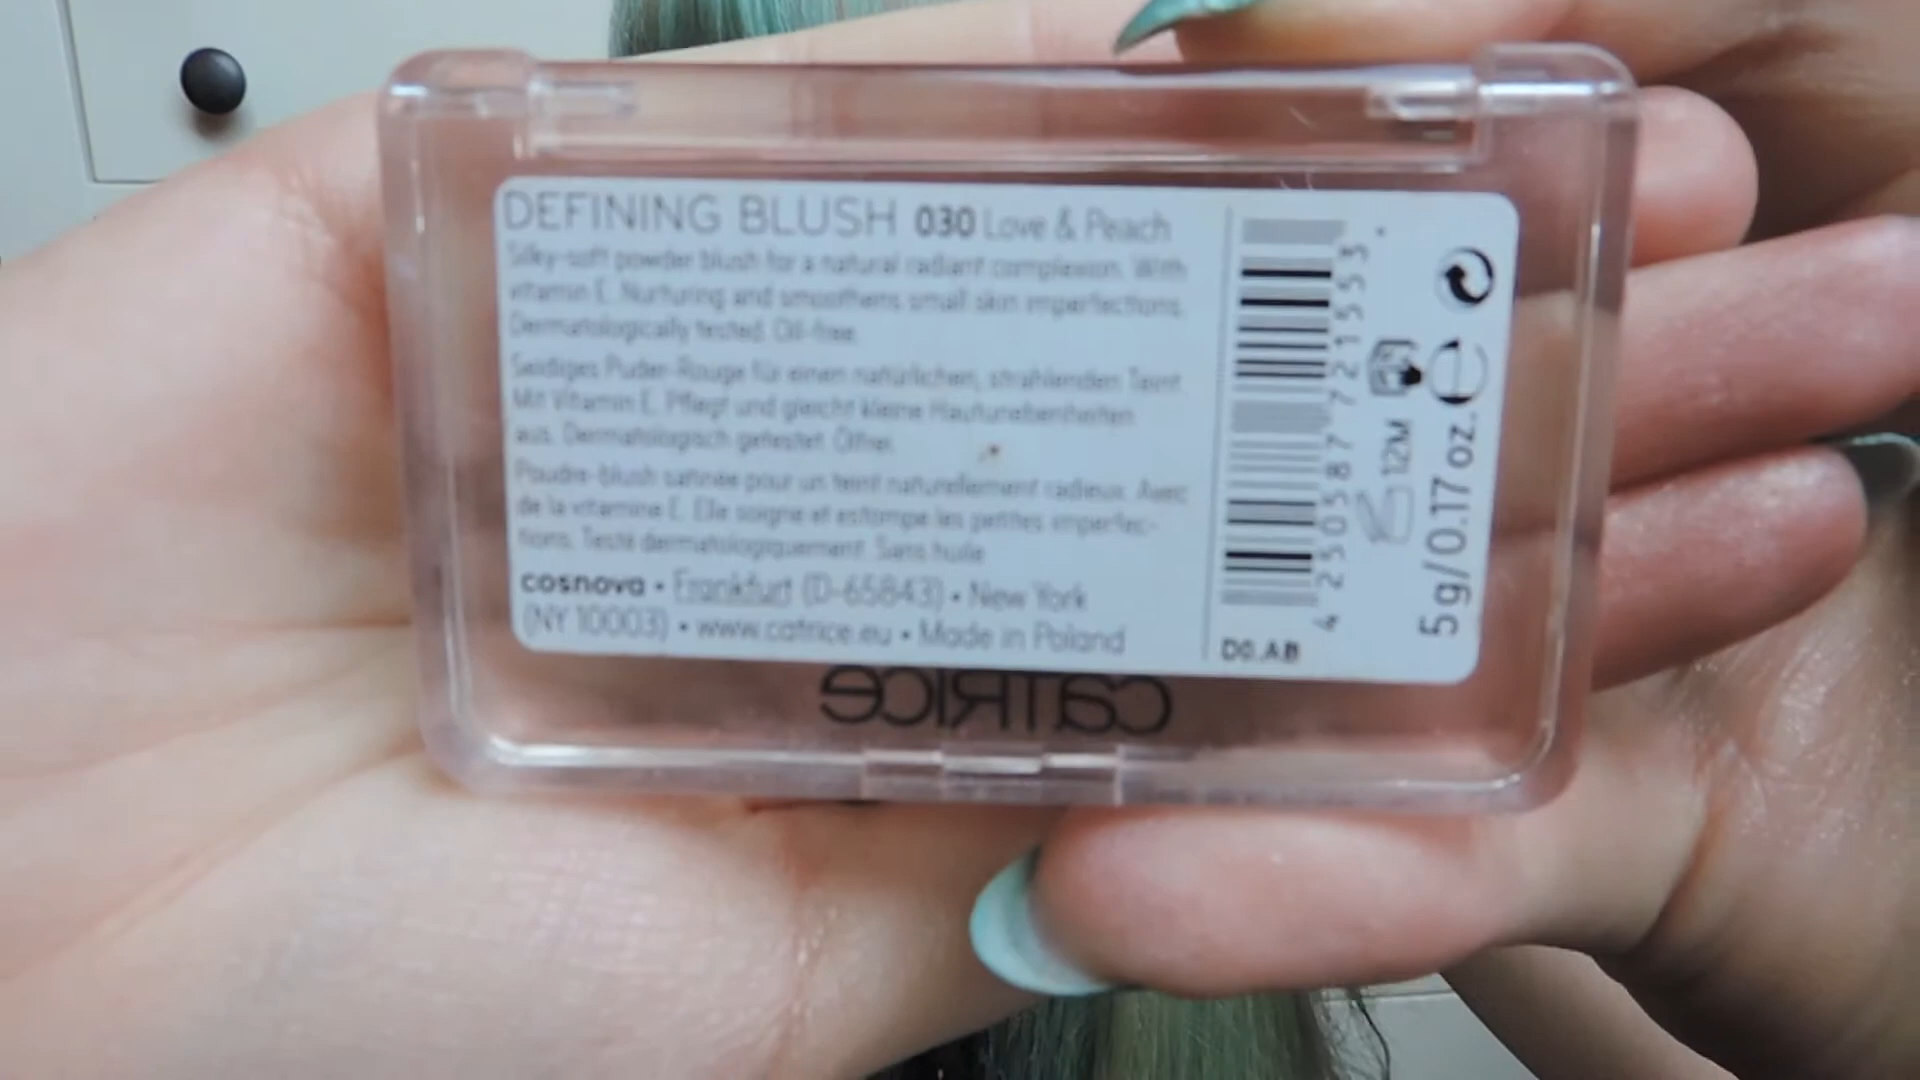 DEFINING BLUSH 030 Love & Peach
Silky-soft powder blush for a natural radiant complexion. With
vitamin E. Nurturing and smoothens small skin imperfections.
Dermatologically tested. Oil-free.
Seidiges Puder-Rouge für einen natürlichen, strahlenden Teint.
Mit Vitamin E. Pflegt und gleicht kleine Hautunebenheiten
aus. Dermatologisch getestet. Ölfrei.
Poudre-blush satinée pour un teint naturellement radieux. Avec
de la vitamine E. Elle soigne et estompe les petites imperfec-
tions. Testé dermatologiquement. Sans huile
cosnova • Frankfurt (D-65843) • New York
(NY 10003) • www.catrice.eu • Made in Poland
4 250587 721553
D0.AB
12M
5g/0.17 oz. e
CATRICE